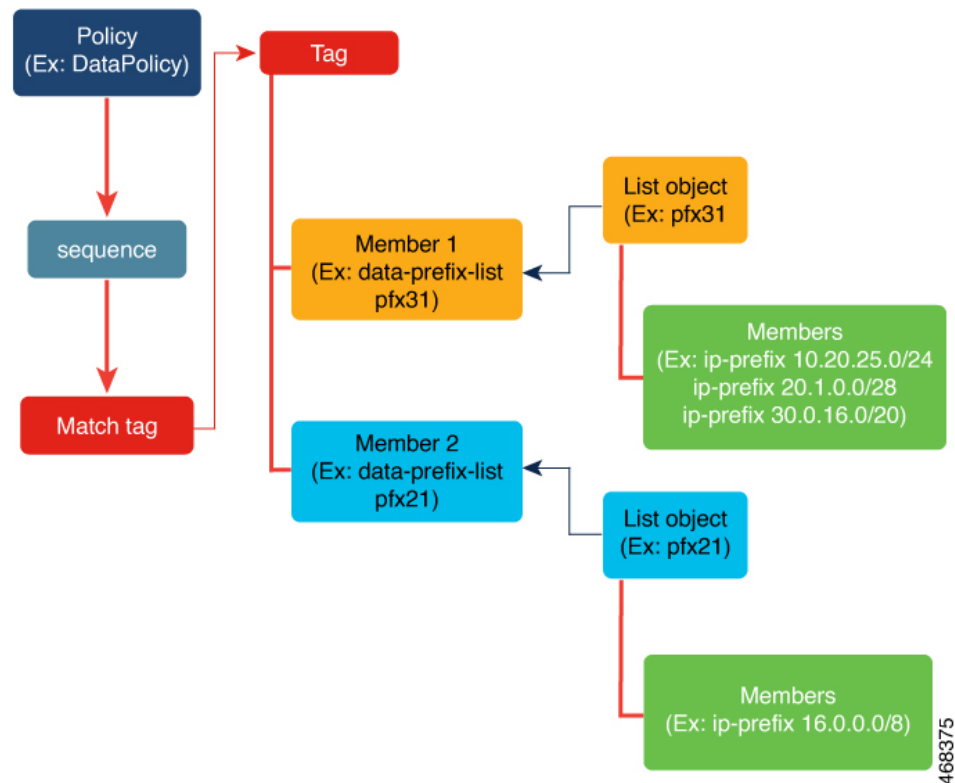 Policy
(Ex: DataPolicy)
sequence
Match tag
Tag
Member 1
(Ex: data-prefix-list
pfx31)
Member 2
(Ex: data-prefix-list
pfx21)
List object
(Ex: pfx31
Members
(Ex: ip-prefix 10.20.25.0/24
ip-prefix 20.1.0.0/28
ip-prefix 30.0.16.0/20)
List object
(Ex: pfx21)
Members
(Ex: ip-prefix 16.0.0.0/8)
468375